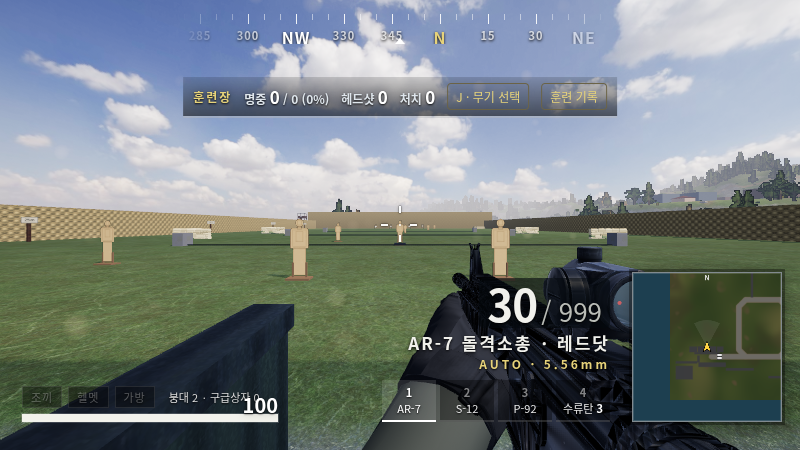 285 300 NW 330 345 N 15 30 NE
훈련장 명중 0 / 0 (0%) 헤드샷 0 처치 0 J · 무기 선택 훈련 기록
N
30 / 999
AR-7 돌격소총 · 레드닷
AUTO · 5.56mm
조끼 헬멧 가방 붕대 2 · 구급상자 0
100
1 2 3 4
AR-7 S-12 P-92 수류탄 3